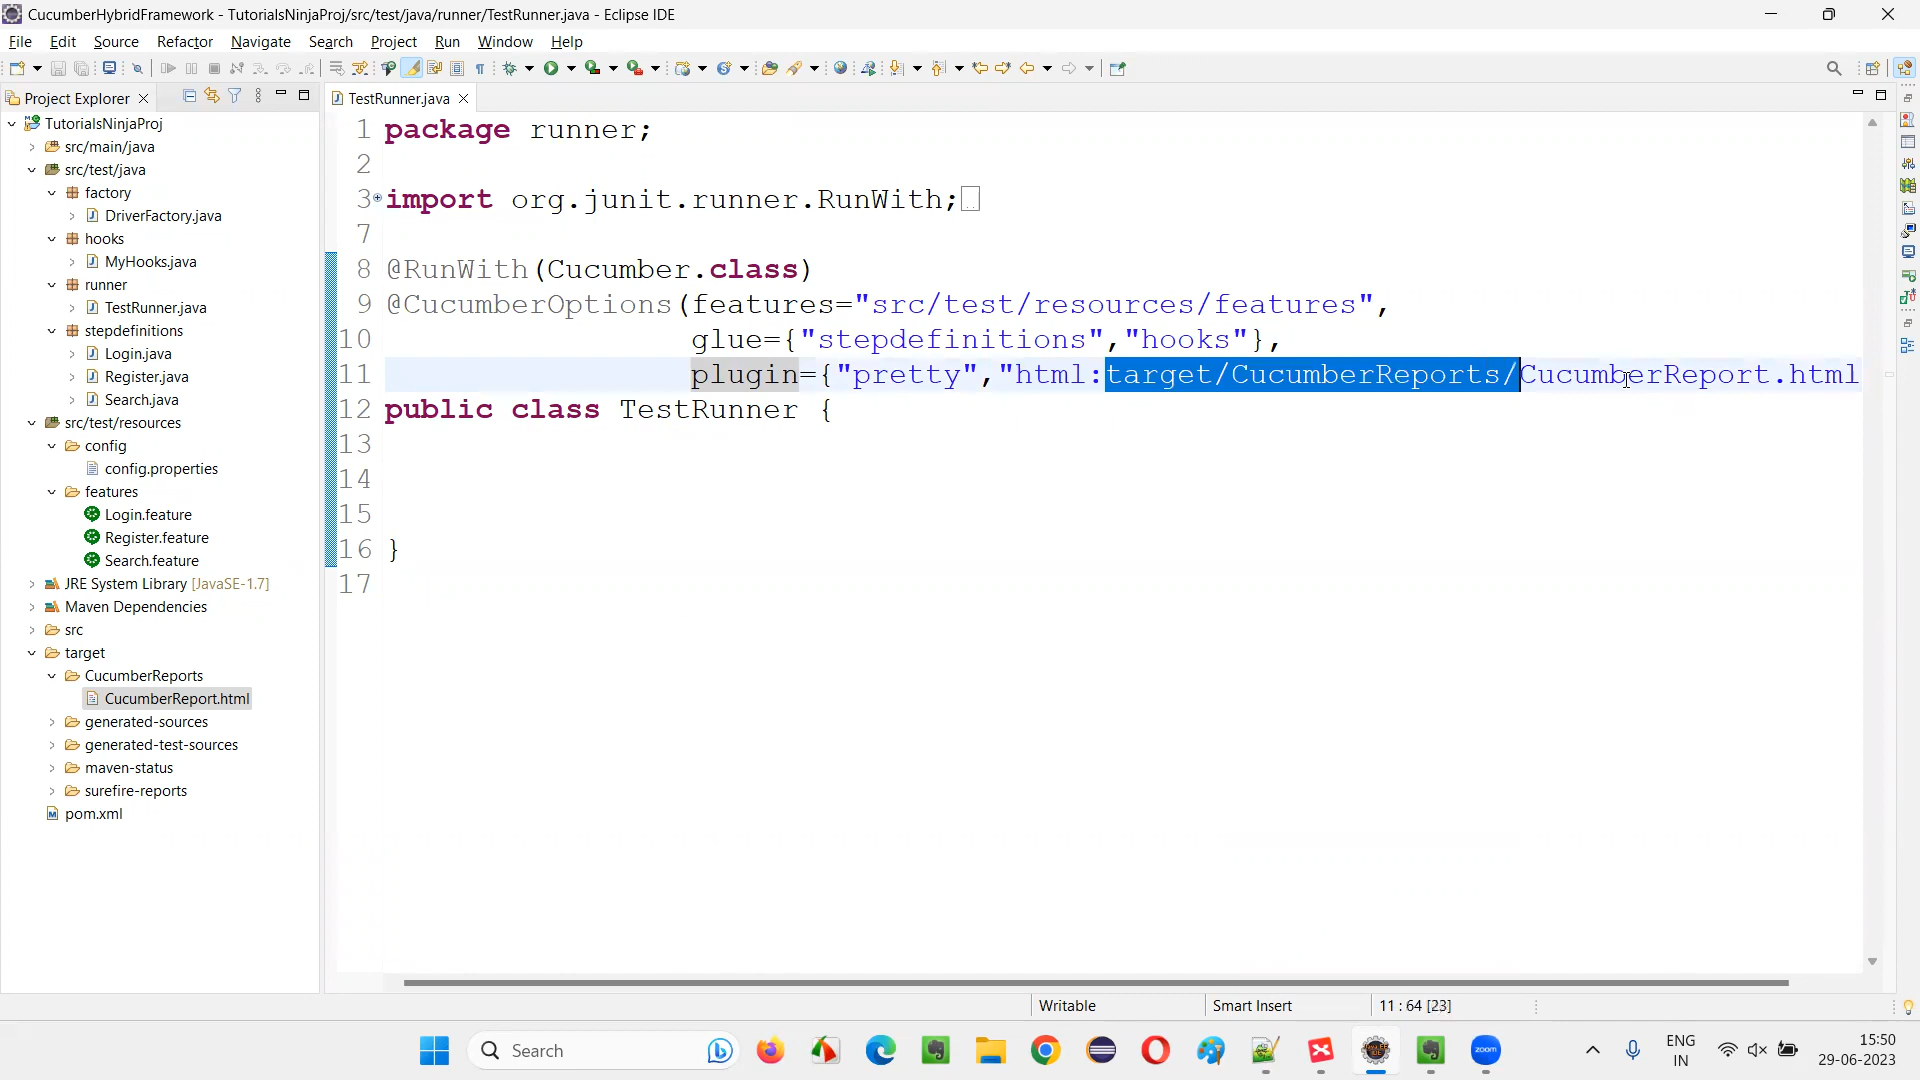 CucumberHybridFramework - TutorialsNinjaProj/src/test/java/runner/TestRunner.java - Eclipse IDE
File Edit Source Refactor Navigate Search Project Run Window Help
Project Explorer
TutorialsNinjaProj
src/main/java
src/test/java
factory
DriverFactory.java
hooks
MyHooks.java
runner
TestRunner.java
stepdefinitions
Login.java
Register.java
Search.java
src/test/resources
config
config.properties
features
Login.feature
Register.feature
Search.feature
JRE System Library [JavaSE-1.7]
Maven Dependencies
src
target
CucumberReports
CucumberReport.html
generated-sources
generated-test-sources
maven-status
surefire-reports
pom.xml
TestRunner.java
1 package runner;
2
3 import org.junit.runner.RunWith;
7
8 @RunWith(Cucumber.class)
9 @CucumberOptions(features="src/test/resources/features",
10 glue={"stepdefinitions","hooks"},
11 plugin={"pretty","html:target/CucumberReports/CucumberReport.html
12 public class TestRunner {
13
14
15
16 }
17
Writable Smart Insert 11 : 64 [23]
Search
zoom
ENG
IN
15:50
29-06-2023